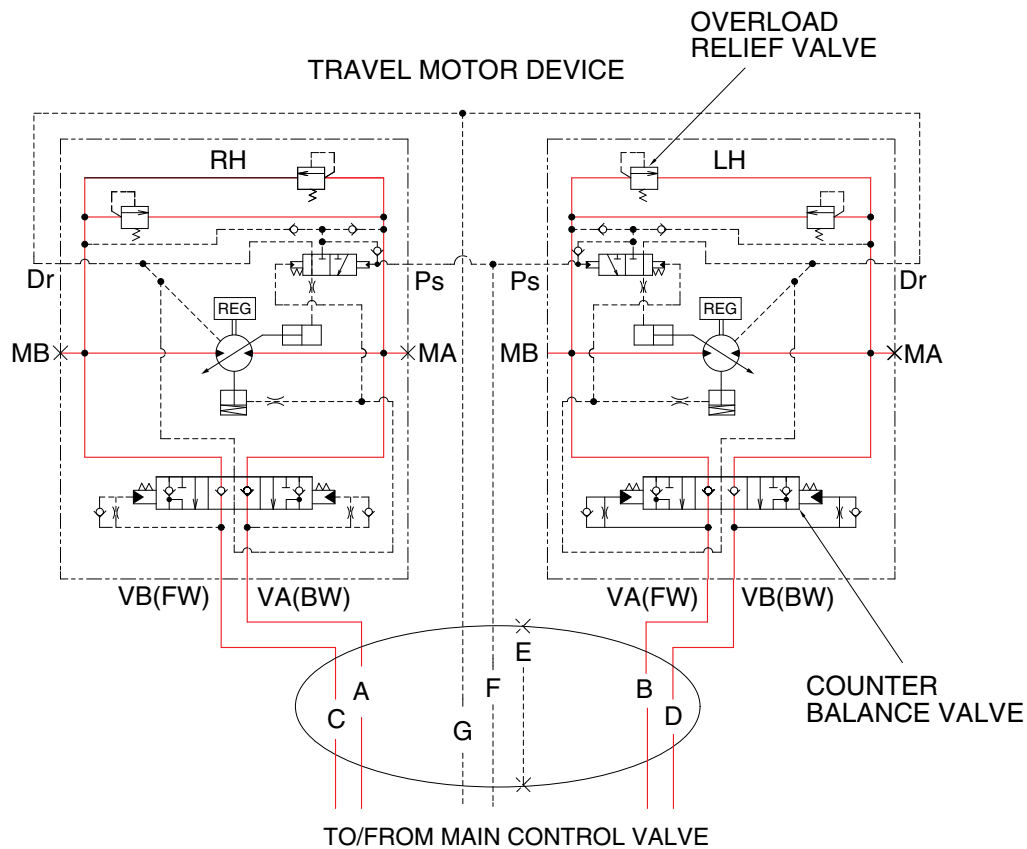 OVERLOAD
RELIEF VALVE
TRAVEL MOTOR DEVICE
RH
LH
Dr
Ps
Ps
Dr
REG
REG
MB
MA
MB
MA
VB(FW)
VA(BW)
VA(FW)
VB(BW)
E
A
F
B
C
G
D
COUNTER
BALANCE VALVE
TO/FROM MAIN CONTROL VALVE